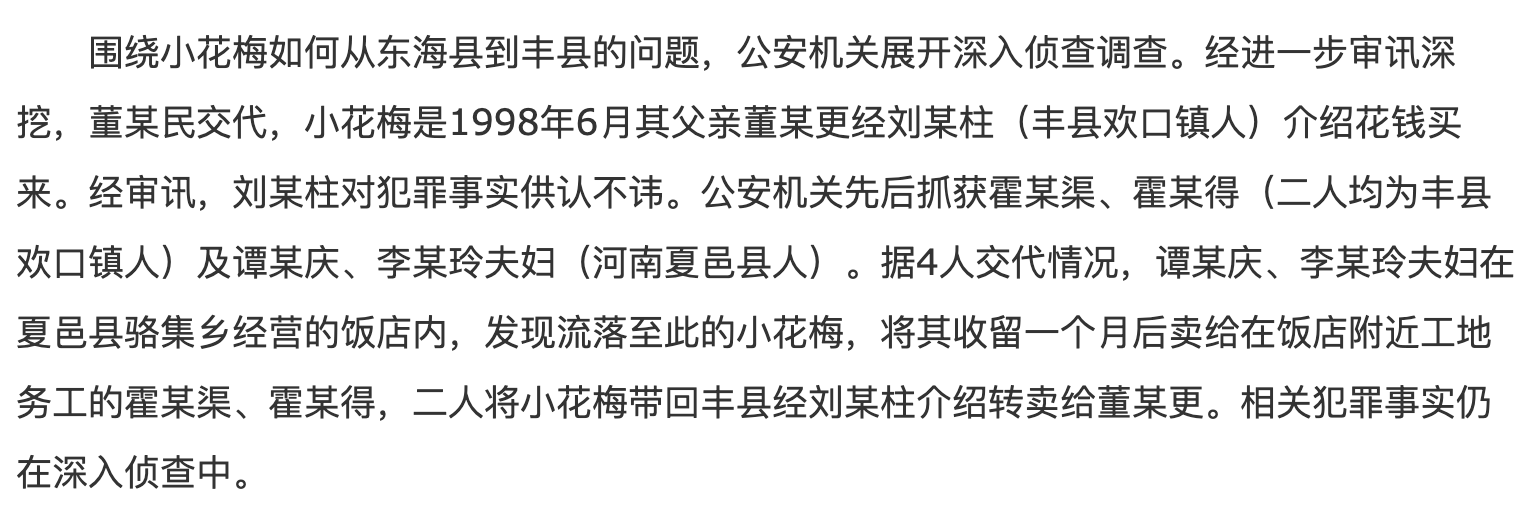 围绕小花梅如何从东海县到丰县的问题，公安机关展开深入侦查调查。经进一步审讯深
挖，董某民交代，小花梅是1998年6月其父亲董某更经刘某柱（丰县欢口镇人）介绍花钱买
来。经审讯，刘某柱对犯罪事实供认不讳。公安机关先后抓获霍某渠、霍某得（二人均为丰县
欢口镇人）及谭某庆、李某玲夫妇（河南夏邑县人）。据4人交代情况，谭某庆、李某玲夫妇在
夏邑县骆集乡经营的饭店内，发现流落至此的小花梅，将其收留一个月后卖给在饭店附近工地
务工的霍某渠、霍某得，二人将小花梅带回丰县经刘某柱介绍转卖给董某更。相关犯罪事实仍
在深入侦查中。